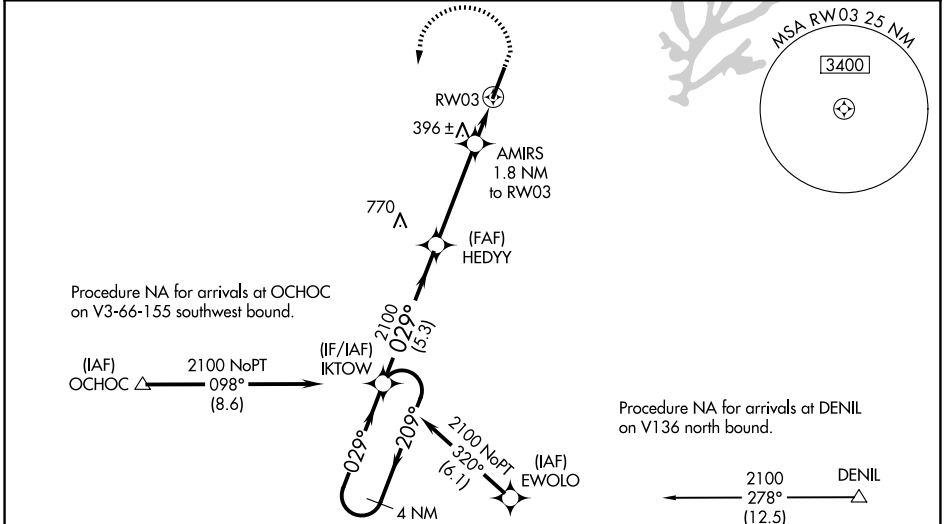 MSA RW03 25 NM
3400
RW03
396 ±
AMIRS
1.8 NM
to RW03
770
(FAF)
HEDYY
Procedure NA for arrivals at OCHOC
on V3-66-155 southwest bound.
2100
029°
(5.3)
(IF/IAF)
IKTOW
(IAF)
OCHOC
2100 NoPT
098°
(8.6)
029°
209°
4 NM
2100 NoPT
320°
(6.1)
(IAF)
EWOLO
Procedure NA for arrivals at DENIL
on V136 north bound.
2100
278°
(12.5)
DENIL